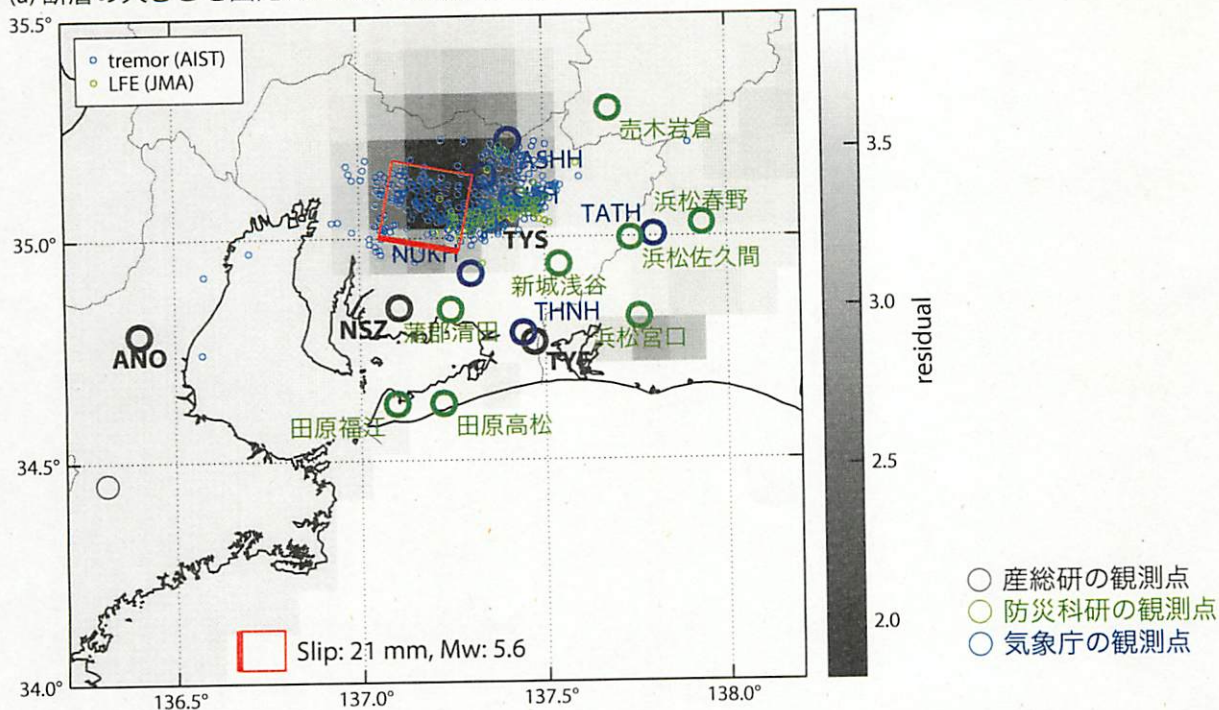 35.5°
tremor (AIST)
LFE (JMA)
売木岩倉
3.5
ASHH
浜松春野
TATH
35.0°
TYS
NUKH
浜松佐久間
新城浅谷
3.0
THNH
NSZ
蒲郡清田
浜松宮口
ANO
residual
田原福江
田原高松
34.5°
2.5
産総研の観測点
防災科研の観測点
2.0
気象庁の観測点
Slip: 21 mm, Mw: 5.6
34.0°
136.5°
137.0°
137.5°
138.0°